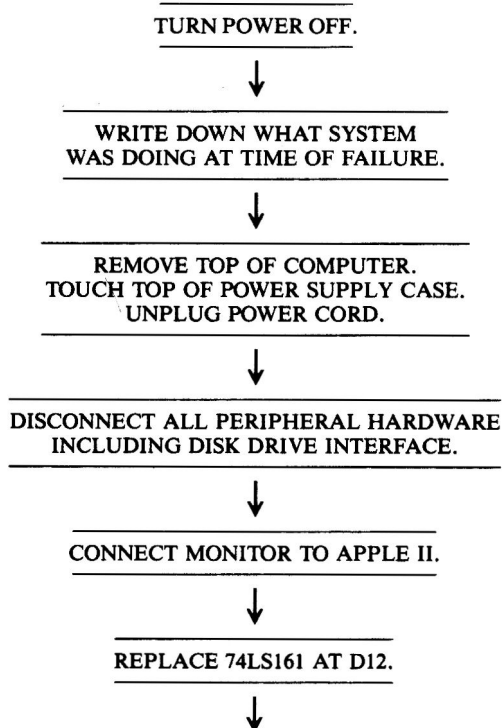 TURN POWER OFF.
WRITE DOWN WHAT SYSTEM
WAS DOING AT TIME OF FAILURE.
REMOVE TOP OF COMPUTER.
TOUCH TOP OF POWER SUPPLY CASE.
UNPLUG POWER CORD.
DISCONNECT ALL PERIPHERAL HARDWARE
INCLUDING DISK DRIVE INTERFACE.
CONNECT MONITOR TO APPLE II.
REPLACE 74LS161 AT D12.